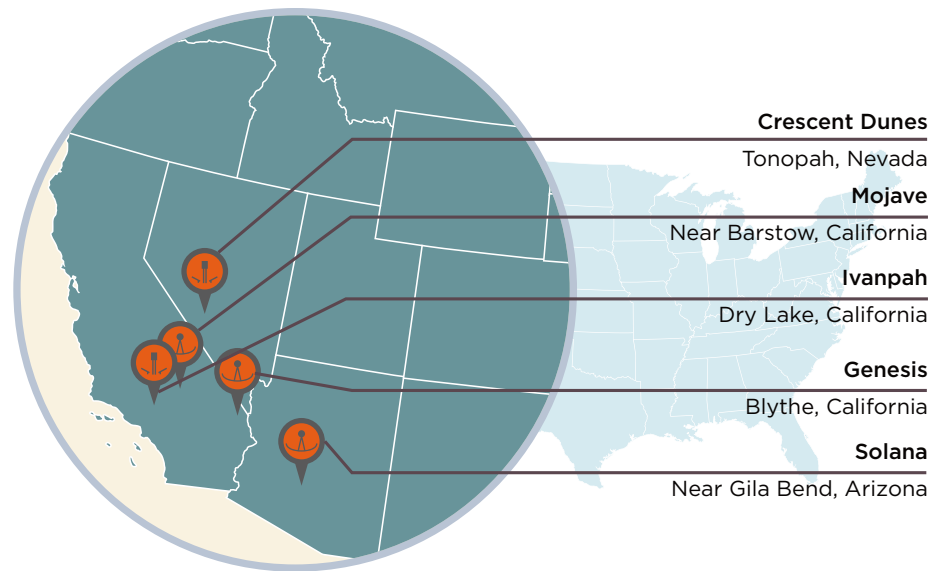 Crescent Dunes
Tonopah, Nevada
Mojave
Near Barstow, California
Ivanpah
Dry Lake, California
Genesis
Blythe, California
Solana
Near Gila Bend, Arizona